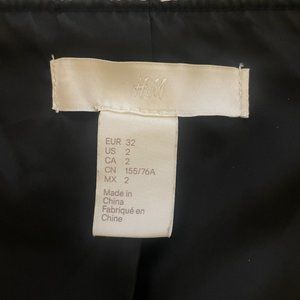 H&M
EUR 32
US 2
CA 2
CN 155/76A
MX 2
Made in
China
Fabriqué en
Chine